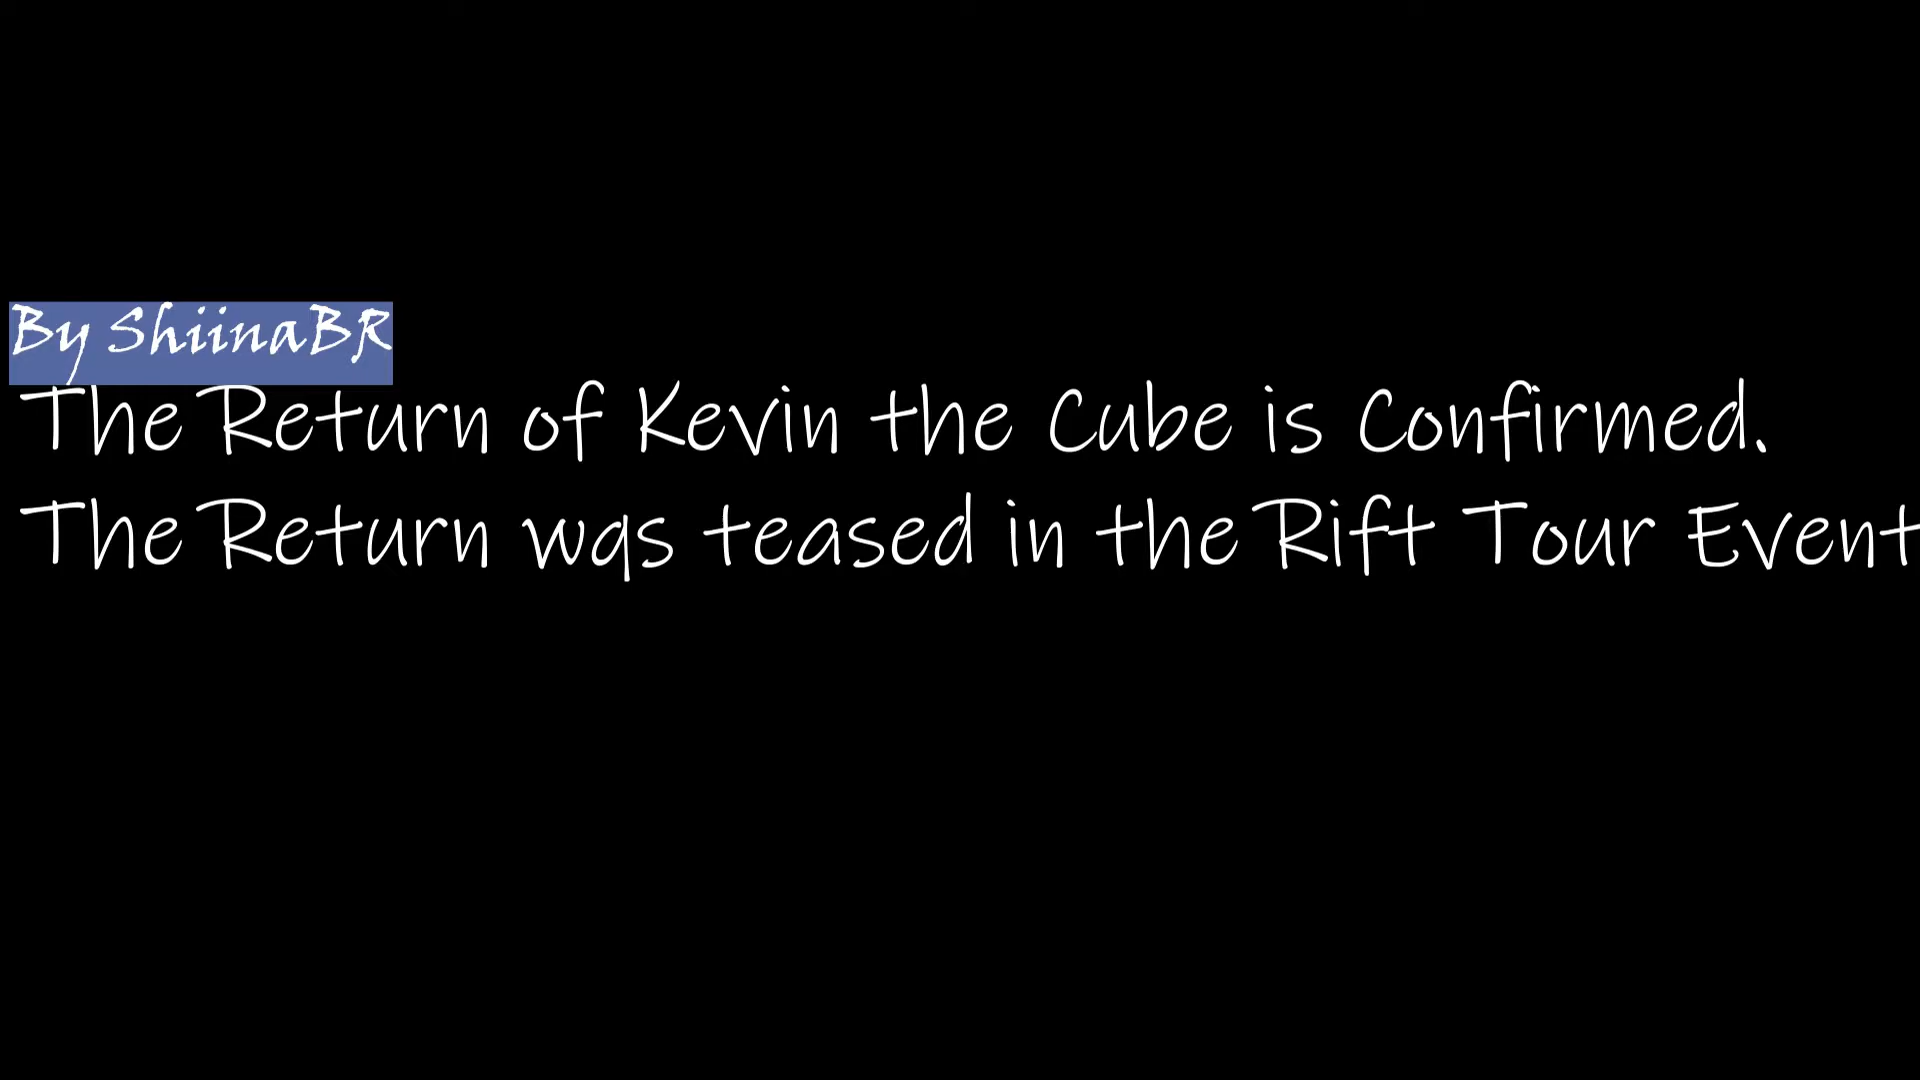 By ShiinaBR
The Return of Kevin the Cube is Confirmed.
The Return wqs teased in the Rift Tour Event